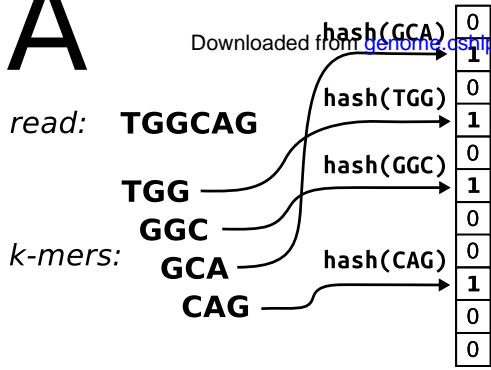 A
hash(GCA)
Downloaded from genome.cshlp
read: TGGCAG
hash(TGG)
TGG
hash(GGC)
GGC
k-mers:
GCA
hash(CAG)
CAG
0
1
0
1
0
1
0
0
1
0
0